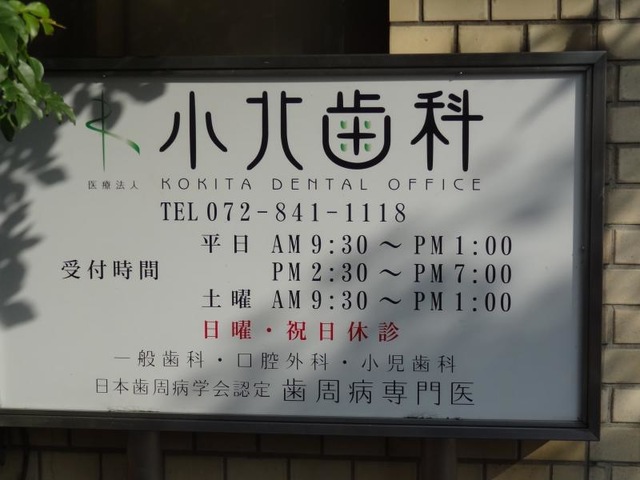 小北歯科
医療法人 KOKITA DENTAL OFFICE
TEL 072-841-1118
平日 AM 9:30 ~ PM 1:00
受付時間 PM 2:30 ~ PM 7:00
土曜 AM 9:30 ~ PM 1:00
日曜・祝日休診
一般歯科・口腔外科・小児歯科
日本歯周病学会認定 歯周病専門医